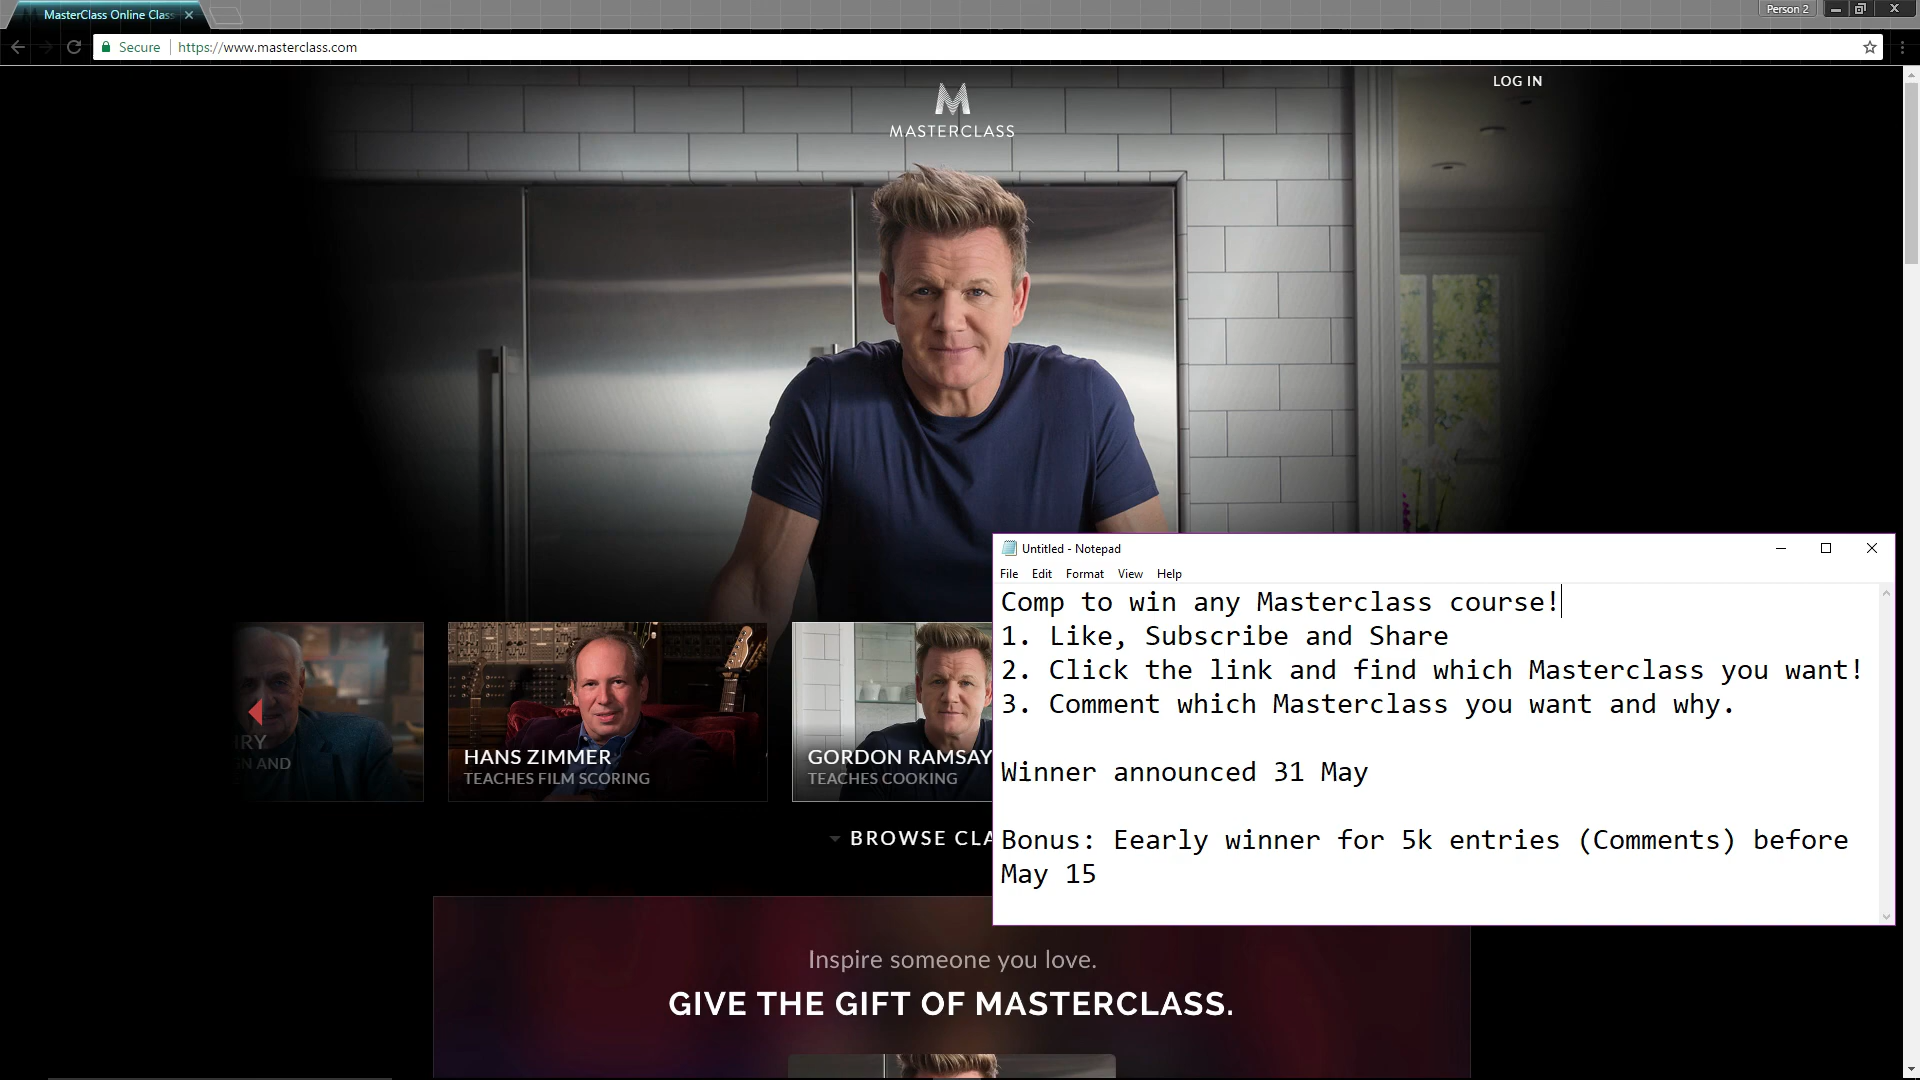 MasterClass Online Clas
Person 2
Secure
https://www.masterclass.com
LOG IN
MASTERCLASS
IRY
GN AND
HANS ZIMMER
TEACHES FILM SCORING
GORDON RAMSAY
TEACHES COOKING
BROWSE CLA
Untitled - Notepad
File Edit Format View Help
Comp to win any Masterclass course!
1. Like, Subscribe and Share
2. Click the link and find which Masterclass you want!
3. Comment which Masterclass you want and why.
Winner announced 31 May
Bonus: Eearly winner for 5k entries (Comments) before
May 15
Inspire someone you love.
GIVE THE GIFT OF MASTERCLASS.